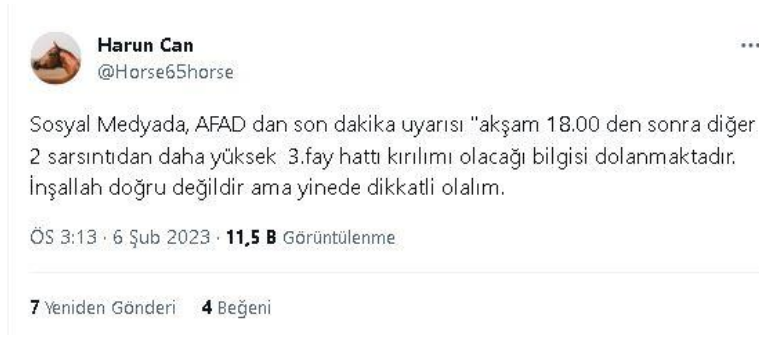 Harun Can
@Horse65horse
Sosyal Medyada, AFAD dan son dakika uyarısı "akşam 18.00 den sonra diğer
2 sarsıntıdan daha yüksek  3.fay hattı kırılımı olacağı bilgisi dolanmaktadır.
İnşallah doğru değildir ama yinede dikkatli olalım.
ÖS 3:13 · 6 Şub 2023 · 11,5 B Görüntülenme
7 Yeniden Gönderi 4 Beğeni